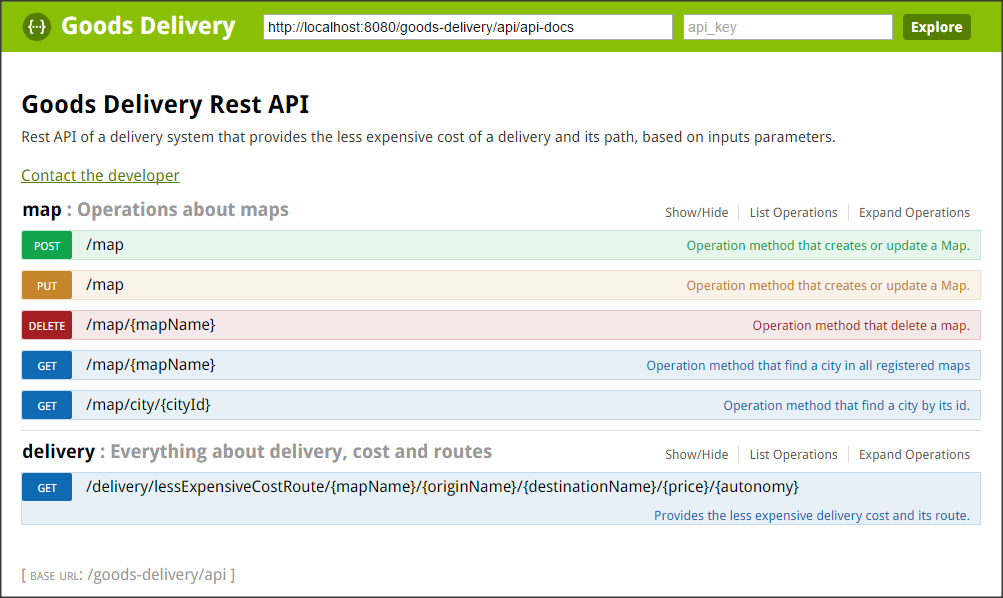 {··} Goods Delivery http://localhost:8080/goods-delivery/api/api-docs api_key Explore
Goods Delivery Rest API
Rest API of a delivery system that provides the less expensive cost of a delivery and its path, based on inputs parameters.
Contact the developer
map : Operations about maps Show/Hide List Operations Expand Operations
POST /map Operation method that creates or update a Map.
PUT /map Operation method that creates or update a Map.
DELETE /map/{mapName} Operation method that delete a map.
GET /map/{mapName} Operation method that find a city in all registered maps
GET /map/city/{cityId} Operation method that find a city by its id.
delivery : Everything about delivery, cost and routes Show/Hide List Operations Expand Operations
GET /delivery/lessExpensiveCostRoute/{mapName}/{originName}/{destinationName}/{price}/{autonomy}
Provides the less expensive delivery cost and its route.
[ BASE URL: /goods-delivery/api ]